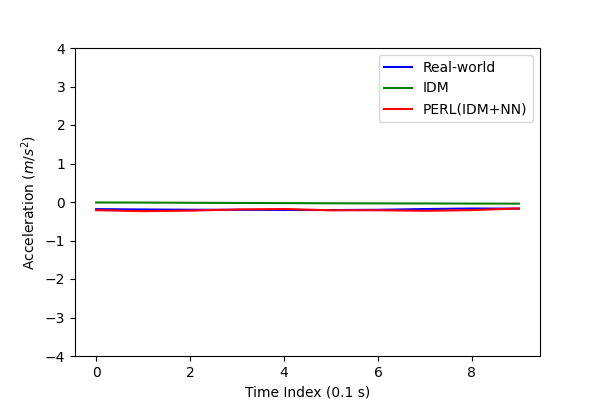 Real-world
IDM
PERL(IDM+NN)
4
3
2
1
0
−1
−2
−3
−4
Acceleration (m/s²)
0 2 4 6 8
Time Index (0.1 s)